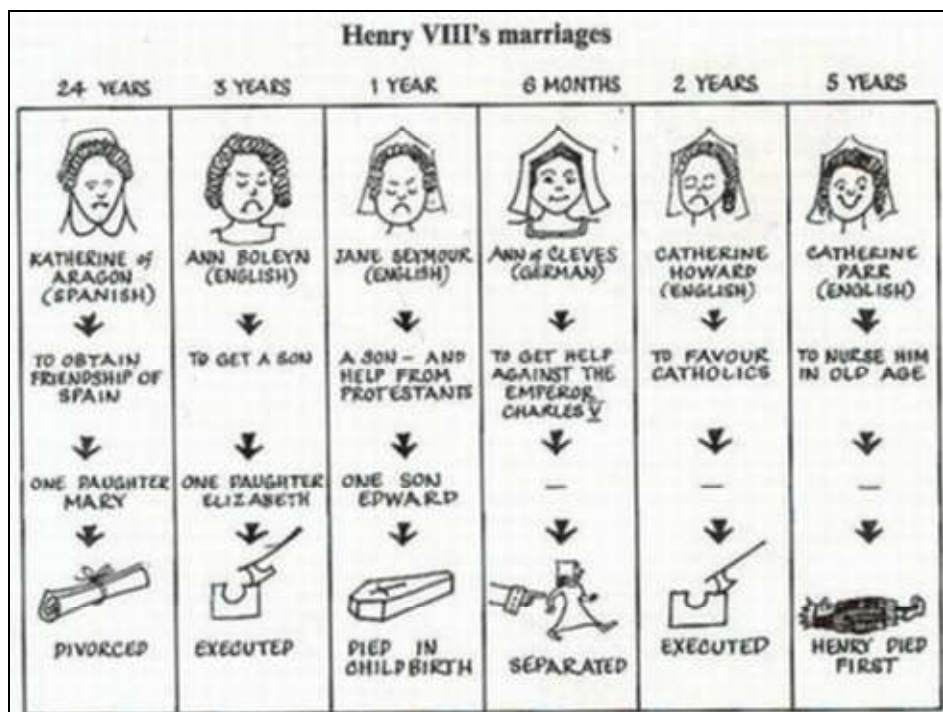 Henry VIII's marriages
24 YEARS
3 YEARS
1 YEAR
6 MONTHS
2 YEARS
5 YEARS
KATHERINE of
ARAGON
(SPANISH)
ANN BOLEYN
(ENGLISH)
JANE SEYMOUR
(ENGLISH)
ANN of CLEVES
(GERMAN)
CATHERINE
HOWARD
(ENGLISH)
CATHERINE
PARR
(ENGLISH)
TO OBTAIN
FRIENDSHIP OF
SPAIN
TO GET A SON
A SON - AND
HELP FROM
PROTESTANTS
TO GET HELP
AGAINST THE
EMPEROR
CHARLES V
TO FAVOUR
CATHOLICS
TO NURSE HIM
IN OLD AGE
ONE DAUGHTER
MARY
ONE DAUGHTER
ELIZABETH
ONE SON
EDWARD
—
—
—
DIVORCED
EXECUTED
DIED IN
CHILDBIRTH
SEPARATED
EXECUTED
HENRY DIED
FIRST